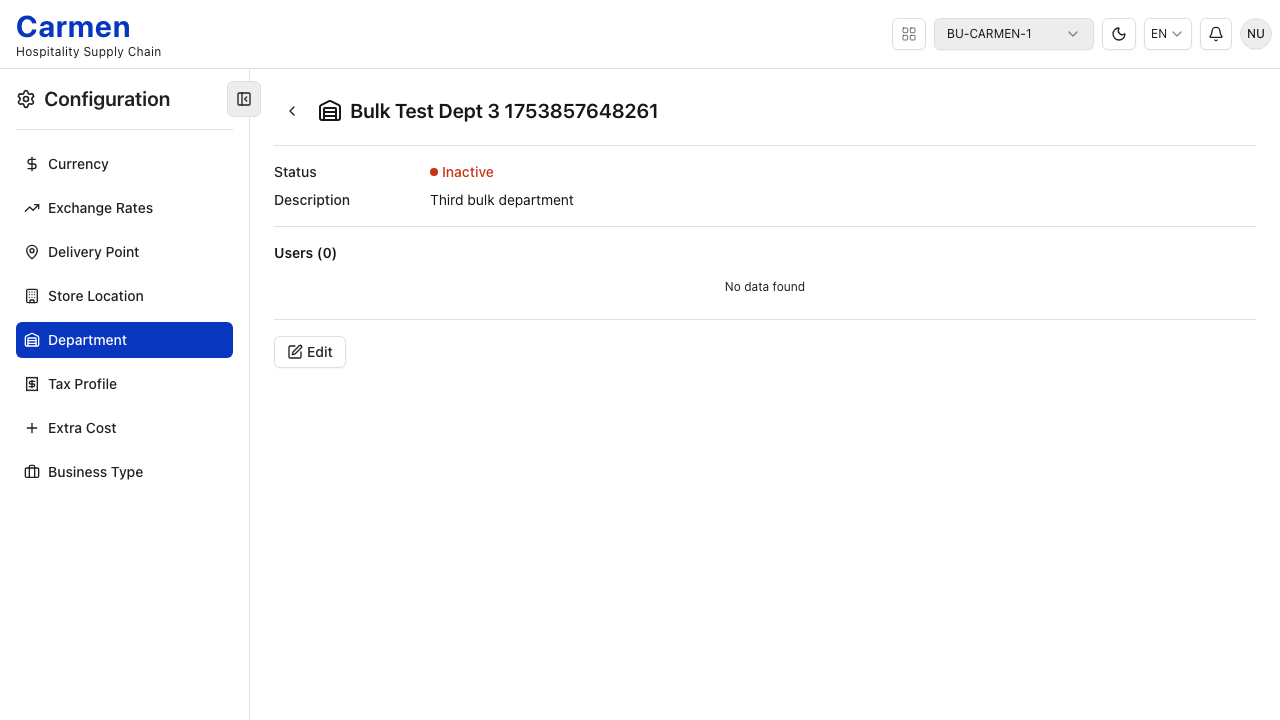 Carmen
Hospitality Supply Chain
BU-CARMEN-1
EN
NU
Configuration
Currency
Exchange Rates
Delivery Point
Store Location
Department
Tax Profile
Extra Cost
Business Type
Bulk Test Dept 3 1753857648261
Status
Inactive
Description
Third bulk department
Users (0)
No data found
Edit